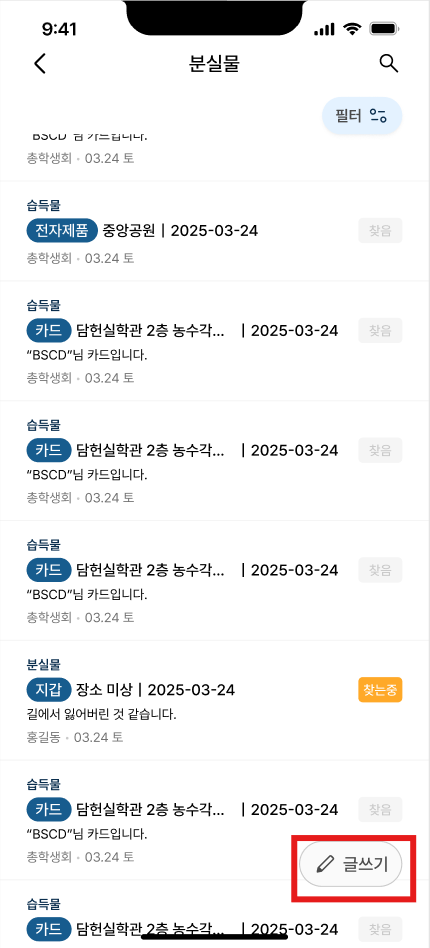 9:41
분실물
필터
"BSCD"님 카드입니다.
총학생회 · 03.24 토
습득물
전자제품 중앙공원 | 2025-03-24 찾음
총학생회 · 03.24 토
습득물
카드 담헌실학관 2층 농수각... | 2025-03-24 찾음
“BSCD”님 카드입니다.
총학생회 · 03.24 토
습득물
카드 담헌실학관 2층 농수각... | 2025-03-24 찾음
“BSCD”님 카드입니다.
총학생회 · 03.24 토
습득물
카드 담헌실학관 2층 농수각... | 2025-03-24 찾음
“BSCD”님 카드입니다.
총학생회 · 03.24 토
분실물
지갑 장소 미상 | 2025-03-24 찾는중
길에서 잃어버린 것 같습니다.
홍길동 · 03.24 토
습득물
카드 담헌실학관 2층 농수각... | 2025-03-24 찾음
“BSCD”님 카드입니다.
총학생회 · 03.24 토
글쓰기
습득물
카드 담헌실학관 2층 농수각... | 2025-03-24 찾음